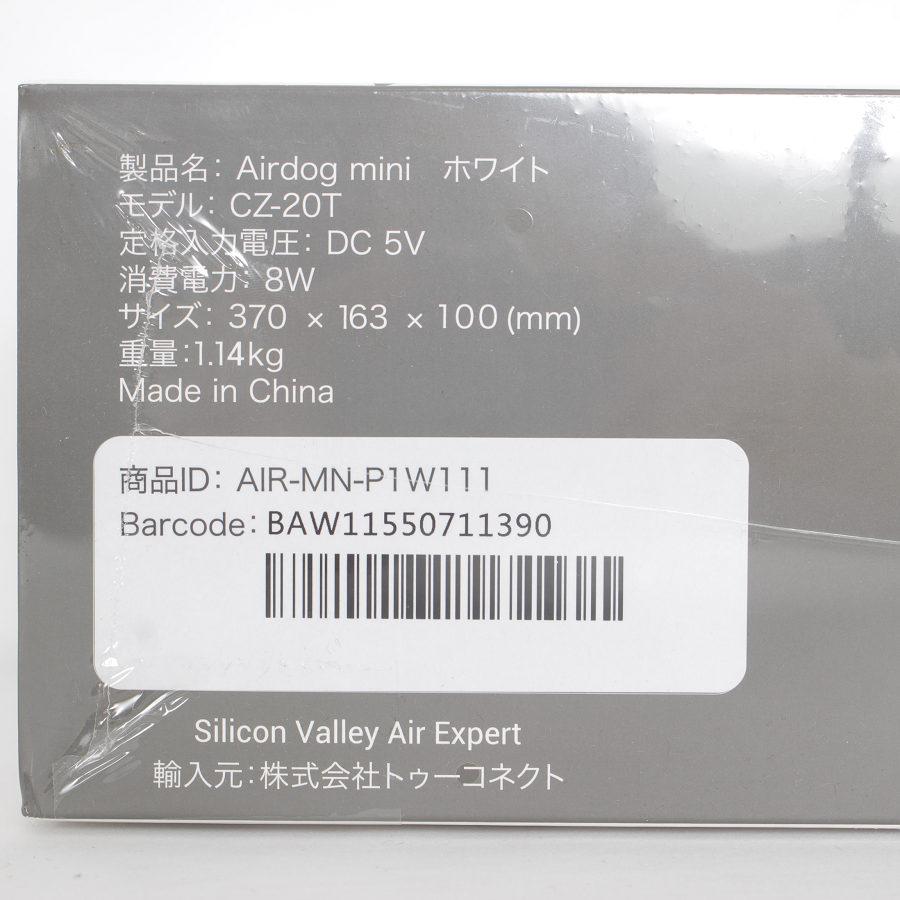 製品名: Airdog mini ホワイト
モデル: CZ-20T
定格入力電圧: DC 5V
消費電力: 8W
サイズ: 370 × 163 × 100 (mm)
重量:1.14kg
Made in China
商品ID: AIR-MN-P1W111
Barcode: BAW11550711390
Silicon Valley Air Expert
輸入元:株式会社トゥーコネクト